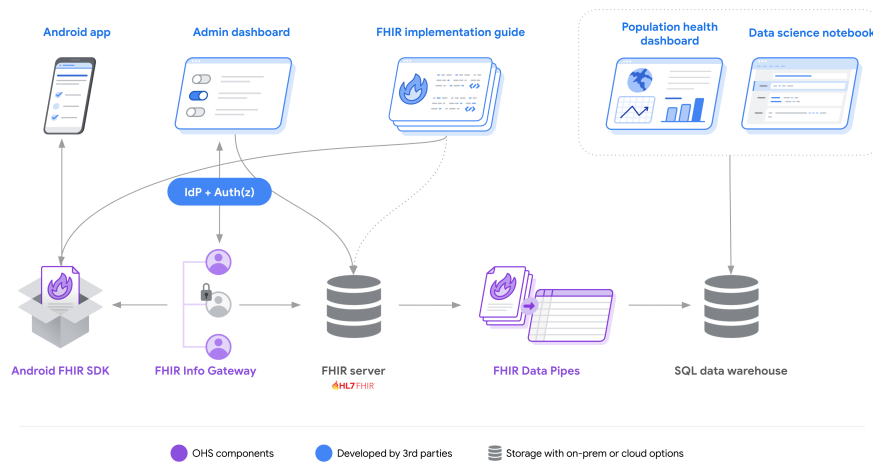 Android app
Admin dashboard
FHIR implementation guide
Population health
dashboard
Data science notebook
IdP + Auth(z)
Android FHIR SDK
FHIR Info Gateway
FHIR server
HL7 FHIR
FHIR Data Pipes
SQL data warehouse
OHS components
Developed by 3rd parties
Storage with on-prem or cloud options